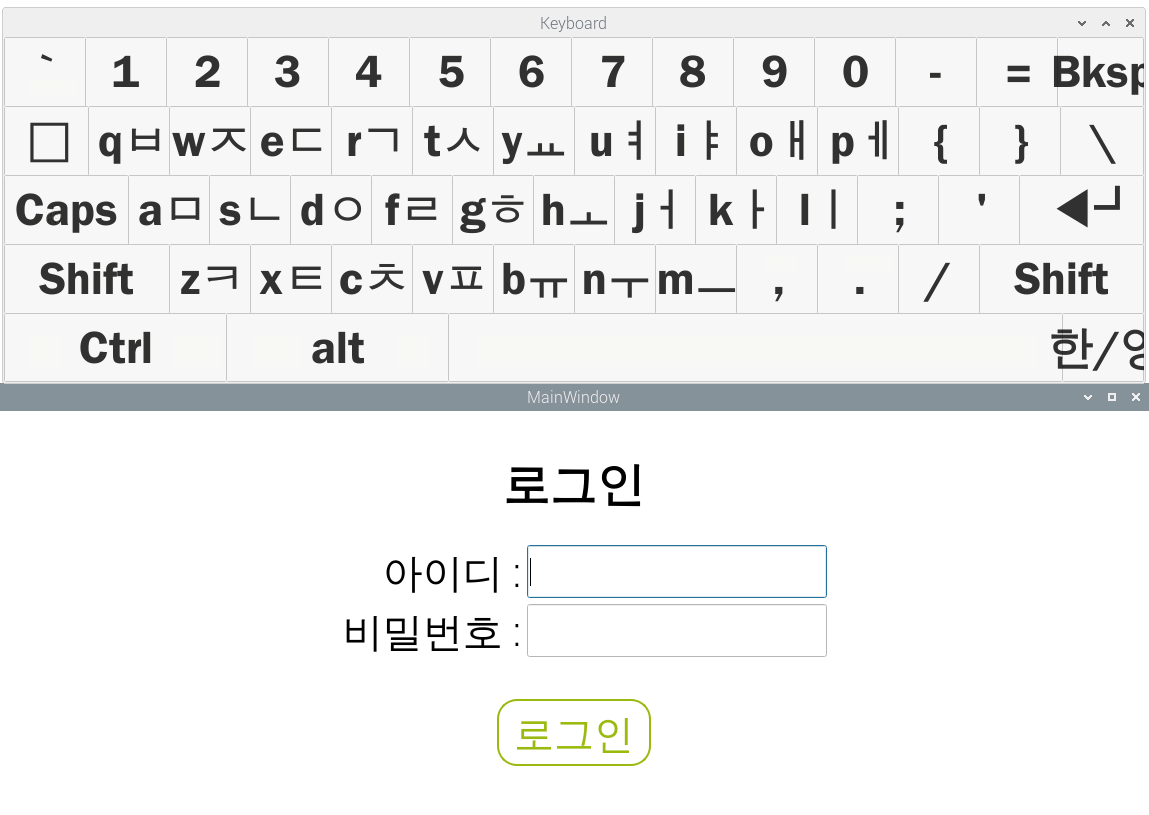 Keyboard
` 1 2 3 4 5 6 7 8 9 0 - = Bksp
qㅂ wㅈ eㄷ rㄱ tㅅ yㅛ uㅕ iㅑ oㅐ pㅔ { } \
Caps aㅁ sㄴ dㅇ fㄹ gㅎ hㅗ jㅓ kㅏ lㅣ ; '
Shift zㅋ xㅌ cㅊ vㅍ bㅠ nㅜ mㅡ , . / Shift
Ctrl alt 한/영
MainWindow
로그인
아이디 :
비밀번호 :
로그인